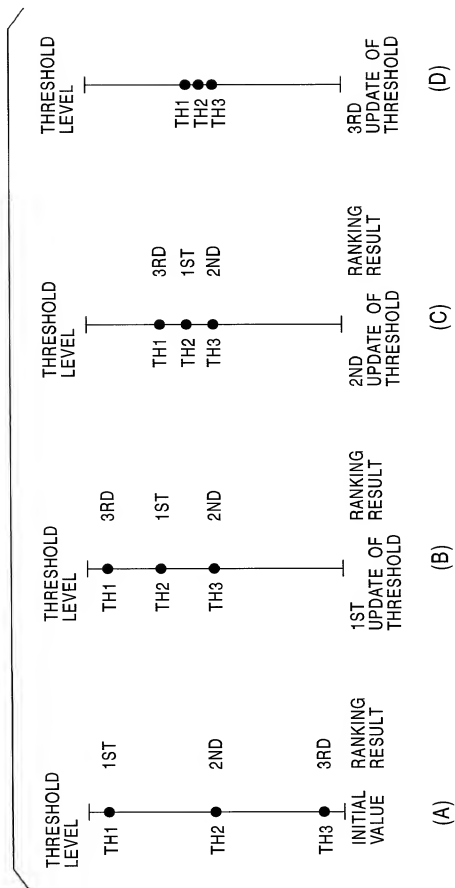 THRESHOLD
LEVEL
TH1
1ST
TH2
2ND
TH3
3RD
INITIAL
VALUE
RANKING
RESULT
(A)
THRESHOLD
LEVEL
TH1
3RD
TH2
1ST
TH3
2ND
1ST
UPDATE OF
THRESHOLD
RANKING
RESULT
(B)
THRESHOLD
LEVEL
TH1
3RD
TH2
1ST
TH3
2ND
2ND
UPDATE OF
THRESHOLD
RANKING
RESULT
(C)
THRESHOLD
LEVEL
TH1
TH2
TH3
3RD
UPDATE OF
THRESHOLD
(D)